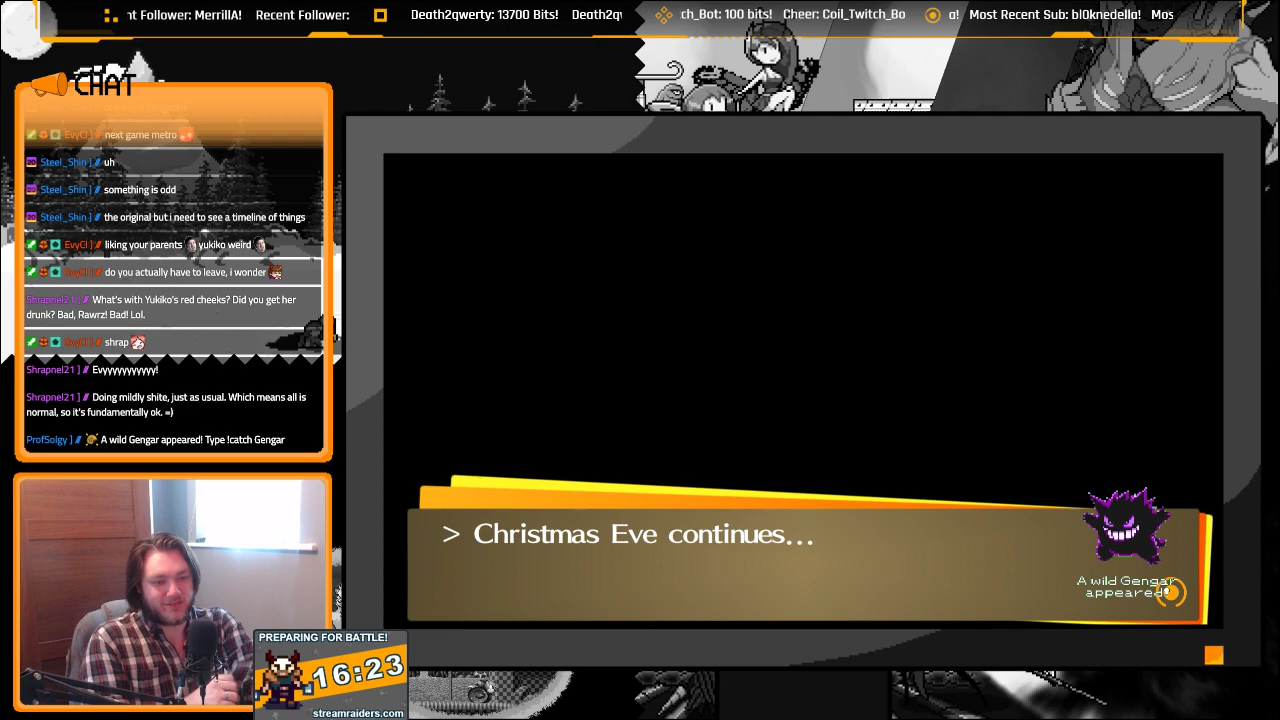 nt Follower: MerrillA! Recent Follower:
Death2qwerty: 13700 Bits! Death2q
ch_Bot: 100 bits! Cheer: Coil_Twitch_Bo
a! Most Recent Sub: bl0knedella! Mos
CHAT
EvyCl ] // next game metro
Steel_Shin ] // uh
Steel_Shin ] // something is odd
Steel_Shin ] // the original but i need to see a timeline of things
EvyCl ] // liking your parents yukiko weird
EvyCl ] // do you actually have to leave, i wonder
Shrapnel21 ] // What's with Yukiko's red cheeks? Did you get her
drunk? Bad, Rawrz! Bad! Lol.
EvyCl ] // shrap
Shrapnel21 ] // Evyyyyyyyyyyy!
Shrapnel21 ] // Doing mildly shite, just as usual. Which means all is
normal, so it's fundamentally ok. =)
ProfSolgy ] // A wild Gengar appeared! Type !catch Gengar
> Christmas Eve continues...
A wild Gengar
appeared!
PREPARING FOR BATTLE!
16:23
streamraiders.com